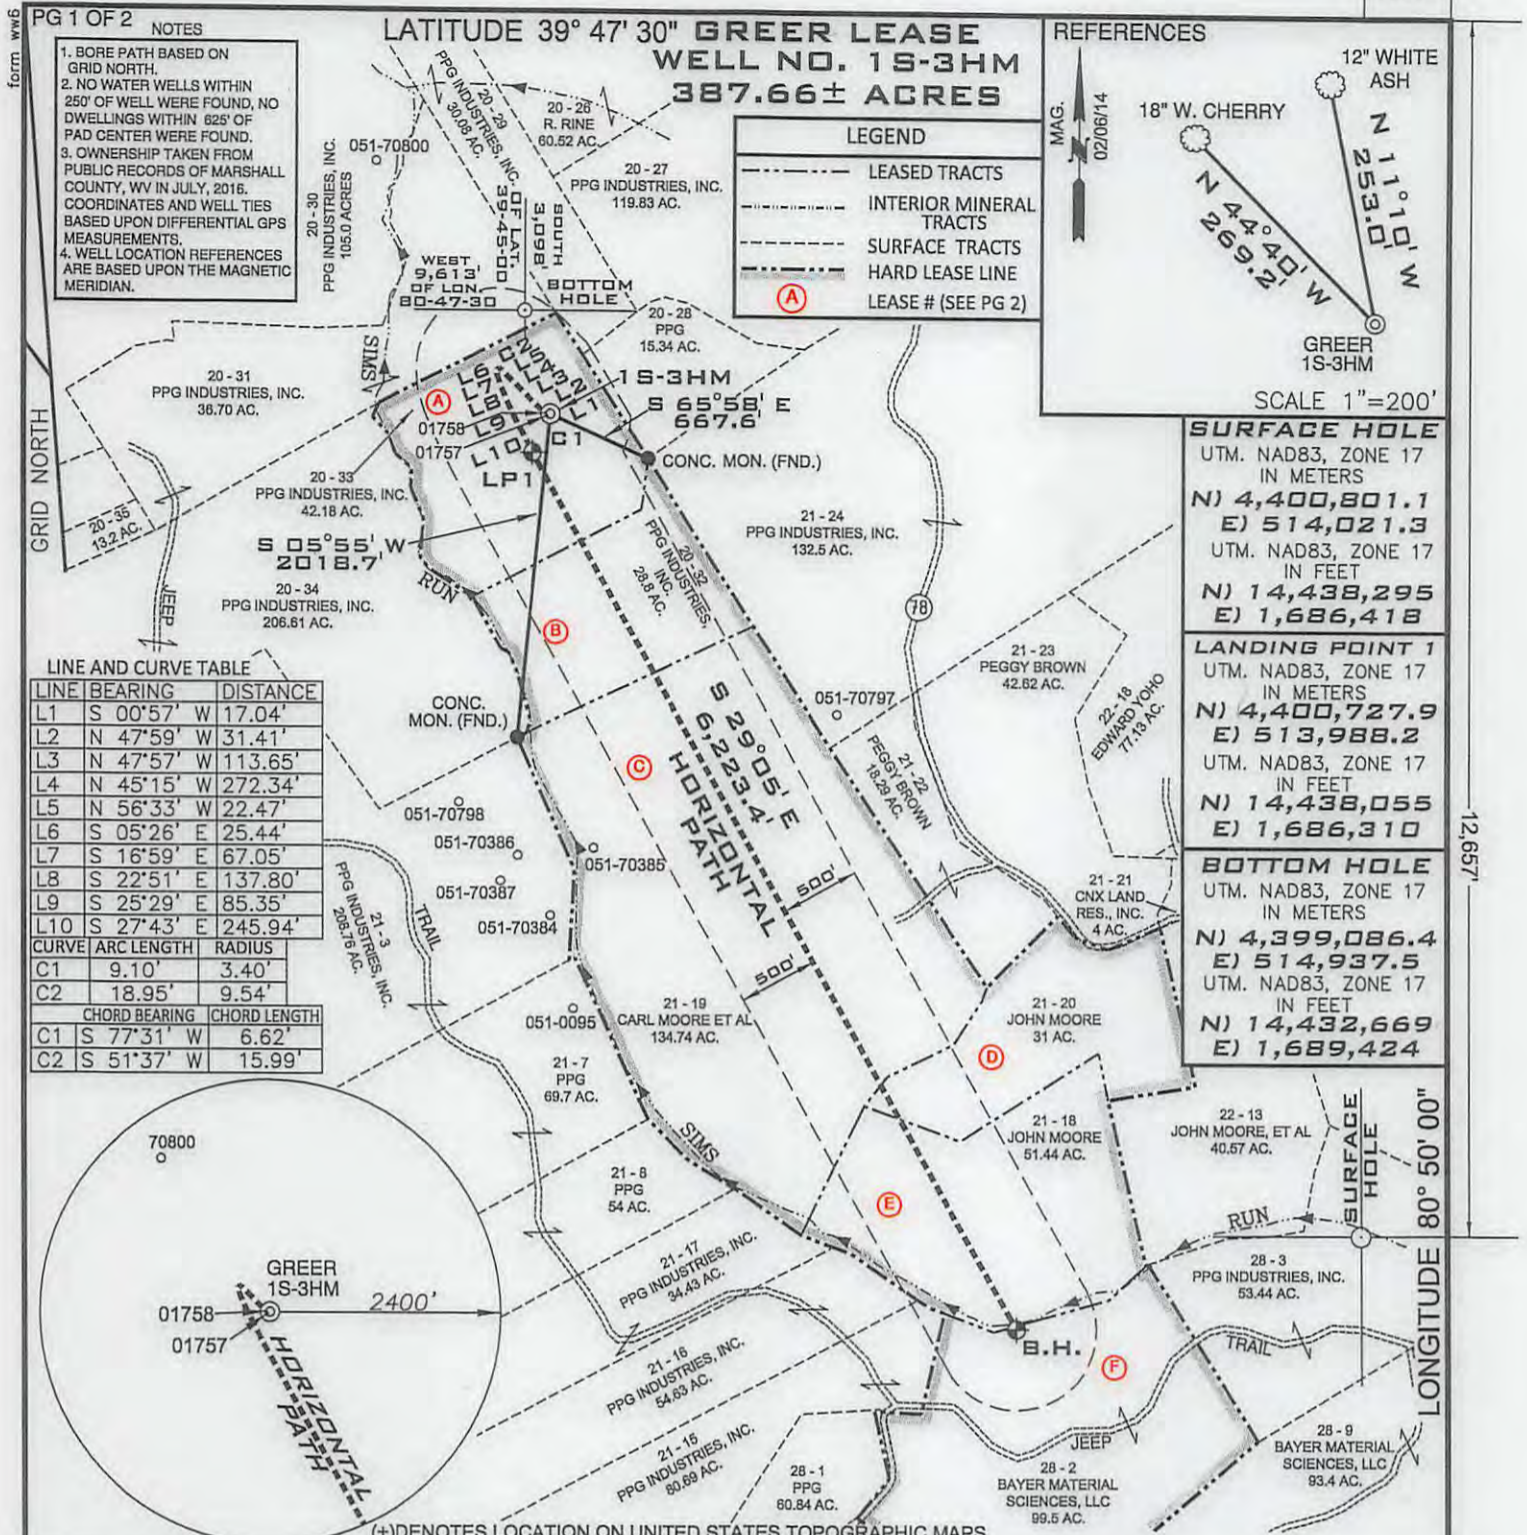 form ww6
PG 1 OF 2
NOTES
1. BORE PATH BASED ON
GRID NORTH.
2. NO WATER WELLS WITHIN
250' OF WELL WERE FOUND, NO
DWELLINGS WITHIN 625' OF
PAD CENTER WERE FOUND.
3. OWNERSHIP TAKEN FROM
PUBLIC RECORDS OF MARSHALL
COUNTY, WV IN JULY, 2016.
COORDINATES AND WELL TIES
BASED UPON DIFFERENTIAL GPS
MEASUREMENTS.
4. WELL LOCATION REFERENCES
ARE BASED UPON THE MAGNETIC
MERIDIAN.
LATITUDE 39° 47' 30"
GREER LEASE
WELL NO. 1S-3HM
387.66± ACRES
LEGEND
LEASED TRACTS
INTERIOR MINERAL
TRACTS
SURFACE TRACTS
HARD LEASE LINE
A
LEASE # (SEE PG 2)
REFERENCES
MAG.
N
02/06/14
18" W. CHERRY
12" WHITE
ASH
N 44°40' W
269.2'
N 11°10' W
253.0'
GREER
1S-3HM
SCALE 1"=200'
SURFACE HOLE
UTM. NAD83, ZONE 17
IN METERS
N) 4,400,801.1
E) 514,021.3
UTM. NAD83, ZONE 17
IN FEET
N) 14,438,295
E) 1,686,418
LANDING POINT 1
UTM. NAD83, ZONE 17
IN METERS
N) 4,400,727.9
E) 513,988.2
UTM. NAD83, ZONE 17
IN FEET
N) 14,438,055
E) 1,686,310
BOTTOM HOLE
UTM. NAD83, ZONE 17
IN METERS
N) 4,399,086.4
E) 514,937.5
UTM. NAD83, ZONE 17
IN FEET
N) 14,432,669
E) 1,689,424
12,657'
LONGITUDE 80° 50' 00"
SURFACE
HOLE
GRID NORTH
051-70800
20 - 30
PPG INDUSTRIES, INC.
105.0 ACRES
20 - 29
PPG INDUSTRIES, INC.
30.08 AC.
20 - 26
R. RINE
60.52 AC.
20 - 27
PPG INDUSTRIES, INC.
119.83 AC.
WEST
9,613'
OF LON.
80-47-30
SOUTH
3,098'
OF LAT.
39-45-00
BOTTOM
HOLE
20 - 28
PPG
15.34 AC.
SIMS
20 - 31
PPG INDUSTRIES, INC.
36.70 AC.
A
L6
L7
L8
L9
L10
C2
L5
L4
L3
L2
L1
1S-3HM
01758
01757
C1
LP1
S 65°58' E
667.6'
CONC. MON. (FND.)
20 - 33
PPG INDUSTRIES, INC.
42.18 AC.
20 - 35
13.2 AC.
S 05°55' W
2018.7'
20 - 34
PPG INDUSTRIES, INC.
206.61 AC.
JEEP
RUN
20 - 32
PPG INDUSTRIES,
INC.
28.8 AC.
21 - 24
PPG INDUSTRIES, INC.
132.5 AC.
78
B
21 - 23
PEGGY BROWN
42.62 AC.
22 - 18
EDWARD YOHO
77.13 AC.
CONC.
MON. (FND.)
051-70797
21 - 22
PEGGY BROWN
18.29 AC.
C
S 29°05' E
6,223.4'
HORIZONTAL
PATH
500'
500'
LINE AND CURVE TABLE
LINE BEARING DISTANCE
L1 S 00°57' W 17.04'
L2 N 47°59' W 31.41'
L3 N 47°57' W 113.65'
L4 N 45°15' W 272.34'
L5 N 56°33' W 22.47'
L6 S 05°26' E 25.44'
L7 S 16°59' E 67.05'
L8 S 22°51' E 137.80'
L9 S 25°29' E 85.35'
L10 S 27°43' E 245.94'
CURVE ARC LENGTH RADIUS
C1 9.10' 3.40'
C2 18.95' 9.54'
CHORD BEARING CHORD LENGTH
C1 S 77°31' W 6.62'
C2 S 51°37' W 15.99'
051-70798
051-70386
051-70385
051-70387
051-70384
21 - 3
PPG INDUSTRIES, INC.
208.76 AC.
TRAIL
21 - 21
CNX LAND
RES., INC.
4 AC.
051-0095
21 - 19
CARL MOORE ET AL
134.74 AC.
21 - 20
JOHN MOORE
31 AC.
D
21 - 7
PPG
69.7 AC.
SIMS
21 - 18
JOHN MOORE
51.44 AC.
22 - 13
JOHN MOORE, ET AL
40.57 AC.
21 - 8
PPG
54 AC.
E
RUN
21 - 17
PPG INDUSTRIES, INC.
34.43 AC.
28 - 3
PPG INDUSTRIES, INC.
53.44 AC.
B.H.
TRAIL
F
21 - 16
PPG INDUSTRIES, INC.
54.63 AC.
21 - 15
PPG INDUSTRIES, INC.
80.69 AC.
JEEP
28 - 1
PPG
60.84 AC.
28 - 2
BAYER MATERIAL
SCIENCES, LLC
99.5 AC.
28 - 9
BAYER MATERIAL
SCIENCES, LLC
93.4 AC.
70800
GREER
1S-3HM
2400'
01758
01757
HORIZONTAL
PATH
(+)DENOTES LOCATION ON UNITED STATES TOPOGRAPHIC MAPS